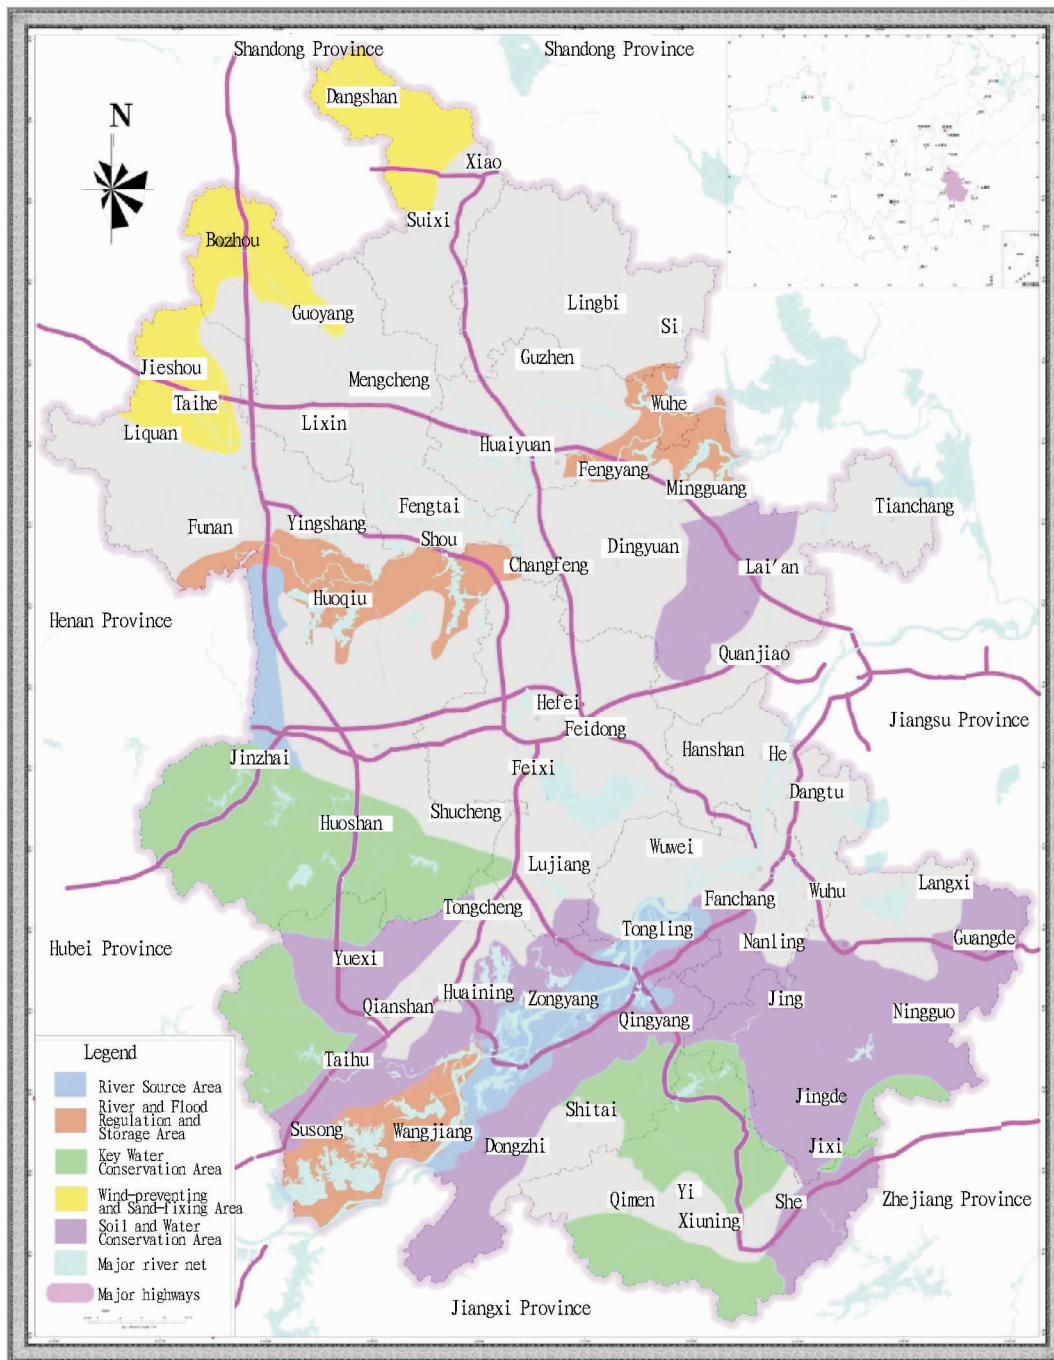 Shandong Province
Shandong Province
Dangshan
N
Xiao
Suixi
Bozhou
Lingbi
Guoyang
Si
Guzhen
Jieshou
Mengcheng
Taihe
Wuhe
Lixin
Liquan
Huaiyuan
Fengyang
Mingguang
Fengtai
Tianchang
Yingshang
Funan
Shou
Dingyuan
Changfeng
Lai'an
Huoqiu
Henan Province
Quanjiao
Hefei
Jiangsu Province
Feidong
Hanshan
He
Jinzhai
Feixi
Dangtu
Shucheng
Huoshan
Wuwei
Lujiang
Langxi
Wuhu
Fanchang
Tongcheng
Tongling
Guangde
Nanling
Hubei Province
Yuexi
Huaining
Zongyang
Jing
Qianshan
Ningguo
Qingyang
Taihu
Jingde
Shitai
Susong
Wangjiang
Dongzhi
Jixi
Yi
Qimen
She
Zhejiang Province
Xiuning
Jiangxi Province
Legend
River Source Area
River and Flood
Regulation and
Storage Area
Key Water
Conservation Area
Wind-preventing
and Sand-fixing Area
Soil and Water
Conservation Area
Major river net
Major highways